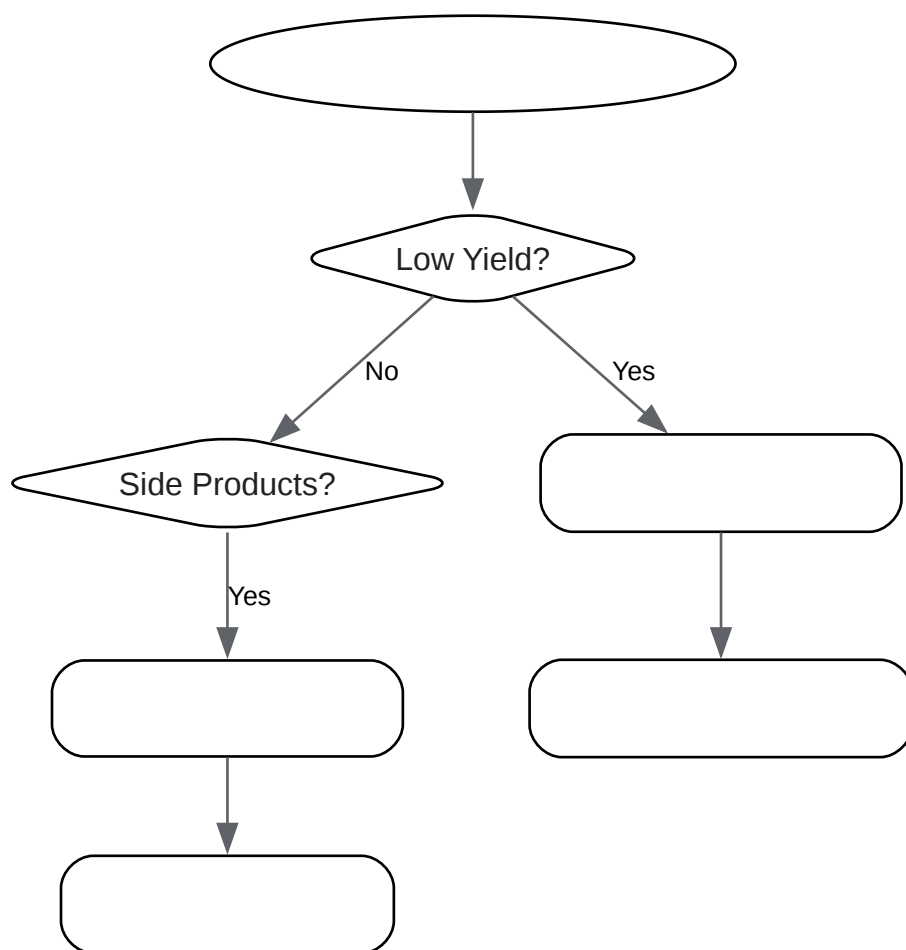 Low Yield?
No
Yes
Side Products?
Yes